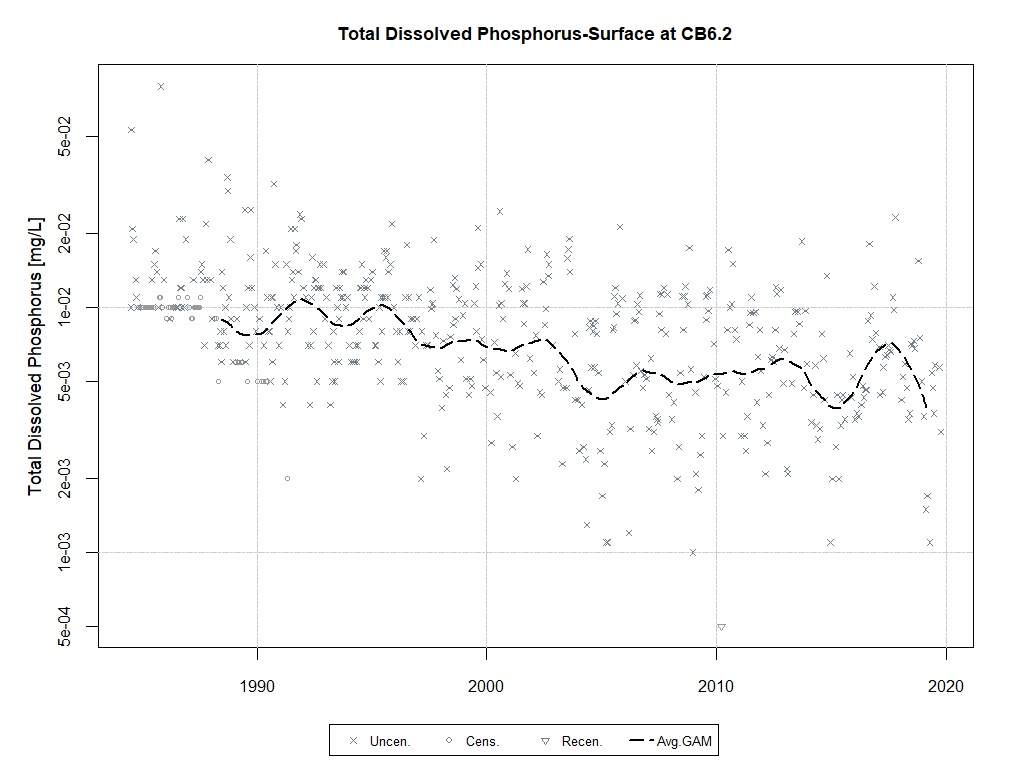 Total Dissolved Phosphorus-Surface at CB6.2
Total Dissolved Phosphorus [mg/L]
5e-02
2e-02
1e-02
5e-03
2e-03
1e-03
5e-04
1990 2000 2010 2020
Uncen. Cens. Recen. Avg.GAM